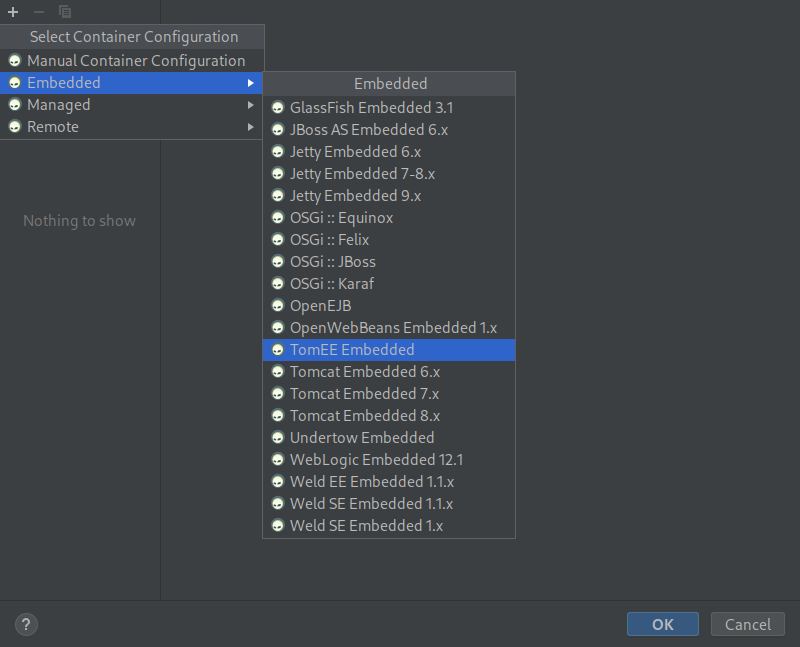 Select Container Configuration
Manual Container Configuration
Embedded
Managed
Remote
Nothing to show
Embedded
GlassFish Embedded 3.1
JBoss AS Embedded 6.x
Jetty Embedded 6.x
Jetty Embedded 7-8.x
Jetty Embedded 9.x
OSGi :: Equinox
OSGi :: Felix
OSGi :: JBoss
OSGi :: Karaf
OpenEJB
OpenWebBeans Embedded 1.x
TomEE Embedded
Tomcat Embedded 6.x
Tomcat Embedded 7.x
Tomcat Embedded 8.x
Undertow Embedded
WebLogic Embedded 12.1
Weld EE Embedded 1.1.x
Weld SE Embedded 1.1.x
Weld SE Embedded 1.x
?
OK
Cancel